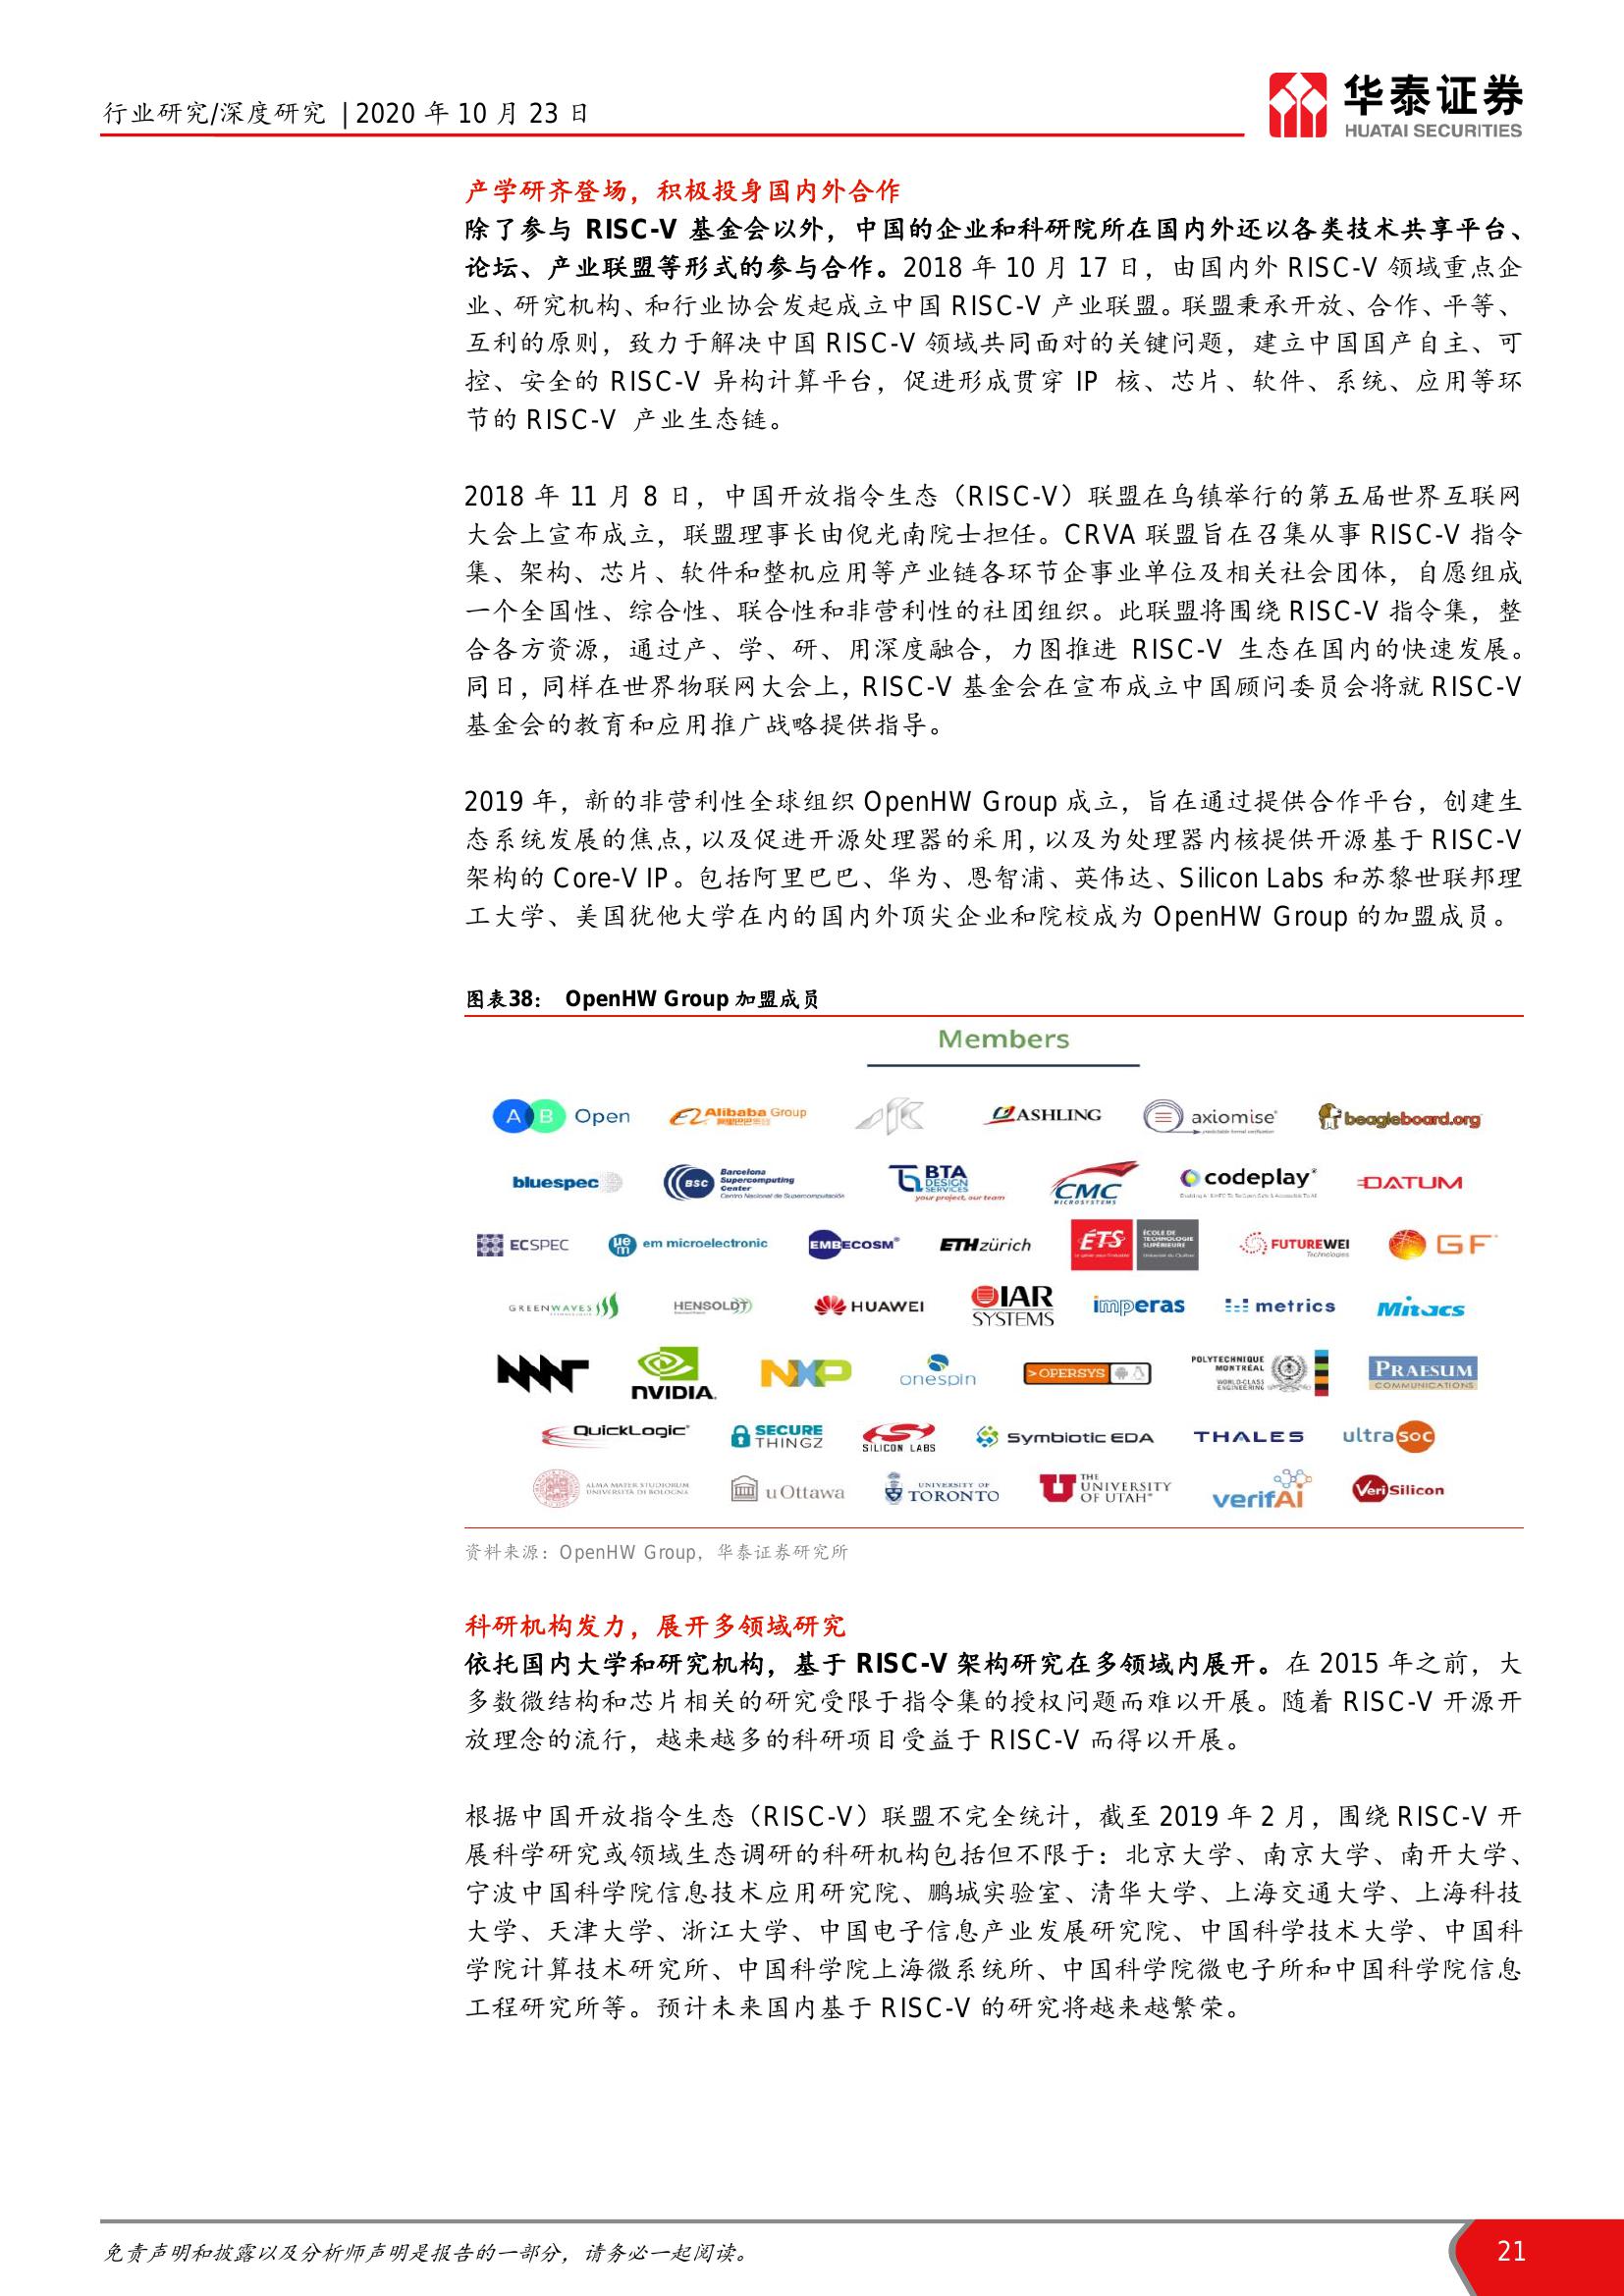 行业研究/深度研究 | 2020 年 10 月 23 日
华泰证券
HUATAI SECURITIES
产学研齐登场，积极投身国内外合作
除了参与 RISC-V 基金会以外，中国的企业和科研院所在国内外还以各类技术共享平台、
论坛、产业联盟等形式的参与合作。2018 年 10 月 17 日，由国内外 RISC-V 领域重点企
业、研究机构、和行业协会发起成立中国 RISC-V 产业联盟。联盟秉承开放、合作、平等、
互利的原则，致力于解决中国 RISC-V 领域共同面对的关键问题，建立中国国产自主、可
控、安全的 RISC-V 异构计算平台，促进形成贯穿 IP 核、芯片、软件、系统、应用等环
节的 RISC-V 产业生态链。
2018 年 11 月 8 日，中国开放指令生态（RISC-V）联盟在乌镇举行的第五届世界互联网
大会上宣布成立，联盟理事长由倪光南院士担任。CRVA 联盟旨在召集从事 RISC-V 指令
集、架构、芯片、软件和整机应用等产业链各环节企事业单位及相关社会团体，自愿组成
一个全国性、综合性、联合性和非营利性的社团组织。此联盟将围绕 RISC-V 指令集，整
合各方资源，通过产、学、研、用深度融合，力图推进 RISC-V 生态在国内的快速发展。
同日，同样在世界物联网大会上，RISC-V 基金会在宣布成立中国顾问委员会将就 RISC-V
基金会的教育和应用推广战略提供指导。
2019 年，新的非营利性全球组织 OpenHW Group 成立，旨在通过提供合作平台，创建生
态系统发展的焦点，以及促进开源处理器的采用，以及为处理器内核提供开源基于 RISC-V
架构的 Core-V IP。包括阿里巴巴、华为、恩智浦、英伟达、Silicon Labs 和苏黎世联邦理
工大学、美国犹他大学在内的国内外顶尖企业和院校成为 OpenHW Group 的加盟成员。
图表38： OpenHW Group 加盟成员
Members
AB Open Alibaba Group 阿里巴巴集团 ASHLING axiomise predictable formal verification beagleboard.org
bluespec BSC Barcelona Supercomputing Center Centro Nacional de Supercomputación BTA DESIGN SERVICES your project, our team CMC MICROSYSTEMS codeplay DATUM
ECSPEC em microelectronic EMBECOSM ETH zürich ÉTS ÉCOLE DE TECHNOLOGIE SUPÉRIEURE Université du Québec FUTUREWEI Technologies GF
GREENWAVES HENSOLDT HUAWEI IAR SYSTEMS imperas metrics Mitacs
NVIDIA NXP onespin >OPERSYS POLYTECHNIQUE MONTRÉAL WORLD-CLASS ENGINEERING PRAESUM COMMUNICATIONS
QuickLogic SECURE THINGZ SILICON LABS Symbiotic EDA THALES ultrasoc
ALMA MATER STUDIORUM UNIVERSITÀ DI BOLOGNA uOttawa UNIVERSITY OF TORONTO THE UNIVERSITY OF UTAH verifAI VeriSilicon
资料来源：OpenHW Group，华泰证券研究所
科研机构发力，展开多领域研究
依托国内大学和研究机构，基于 RISC-V 架构研究在多领域内展开。在 2015 年之前，大
多数微结构和芯片相关的研究受限于指令集的授权问题而难以开展。随着 RISC-V 开源开
放理念的流行，越来越多的科研项目受益于 RISC-V 而得以开展。
根据中国开放指令生态（RISC-V）联盟不完全统计，截至 2019 年 2 月，围绕 RISC-V 开
展科学研究或领域生态调研的科研机构包括但不限于：北京大学、南京大学、南开大学、
宁波中国科学院信息技术应用研究院、鹏城实验室、清华大学、上海交通大学、上海科技
大学、天津大学、浙江大学、中国电子信息产业发展研究院、中国科学技术大学、中国科
学院计算技术研究所、中国科学院上海微系统所、中国科学院微电子所和中国科学院信息
工程研究所等。预计未来国内基于 RISC-V 的研究将越来越繁荣。
免责声明和披露以及分析师声明是报告的一部分，请务必一起阅读。
21